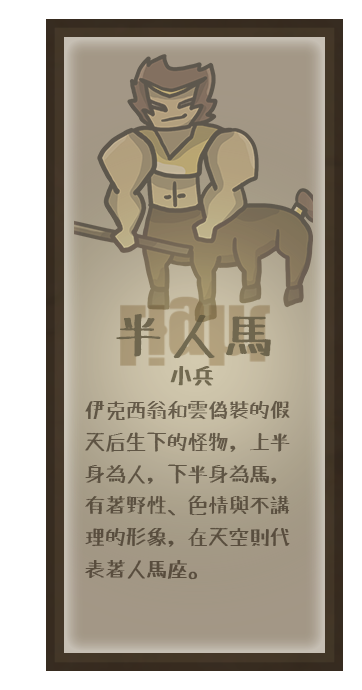 半人馬
小兵
伊克西翁和雲偽裝的假
天后生下的怪物，上半
身為人，下半身為馬，
有著野性、色情與不講
理的形象，在天空則代
表著人馬座。